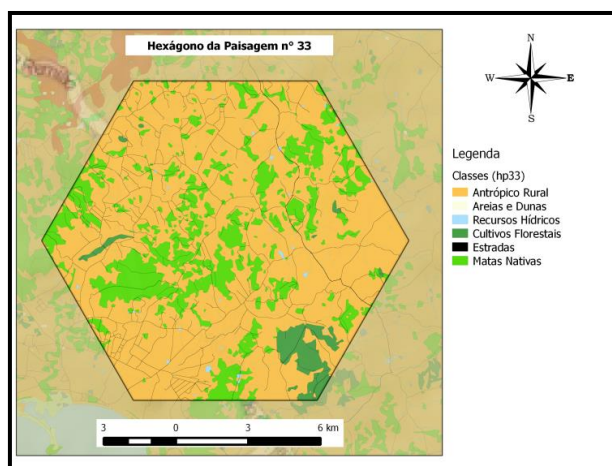 Hexágono da Paisagem n° 33
N
W
E
S
Legenda
Classes (hp33)
Antrópico Rural
Areias e Dunas
Recursos Hídricos
Cultivos Florestais
Estradas
Matas Nativas
3 0 3 6 km